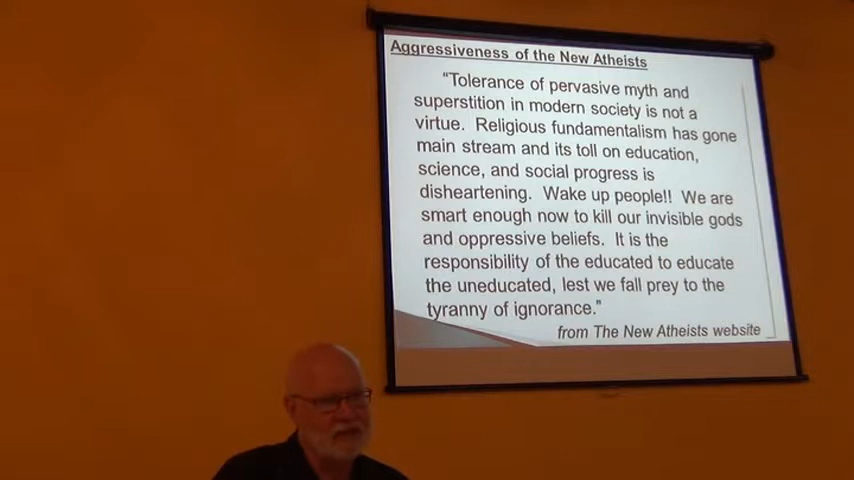 Aggressiveness of the New Atheists
“Tolerance of pervasive myth and
superstition in modern society is not a
virtue. Religious fundamentalism has gone
main stream and its toll on education,
science, and social progress is
disheartening. Wake up people!! We are
smart enough now to kill our invisible gods
and oppressive beliefs. It is the
responsibility of the educated to educate
the uneducated, lest we fall prey to the
tyranny of ignorance.”
from The New Atheists website